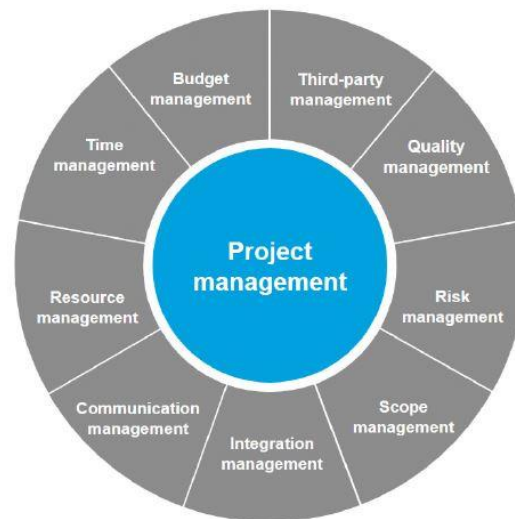 Budget
management
Third-party
management
Quality
management
Risk
management
Scope
management
Integration
management
Communication
management
Resource
management
Time
management
Project
management